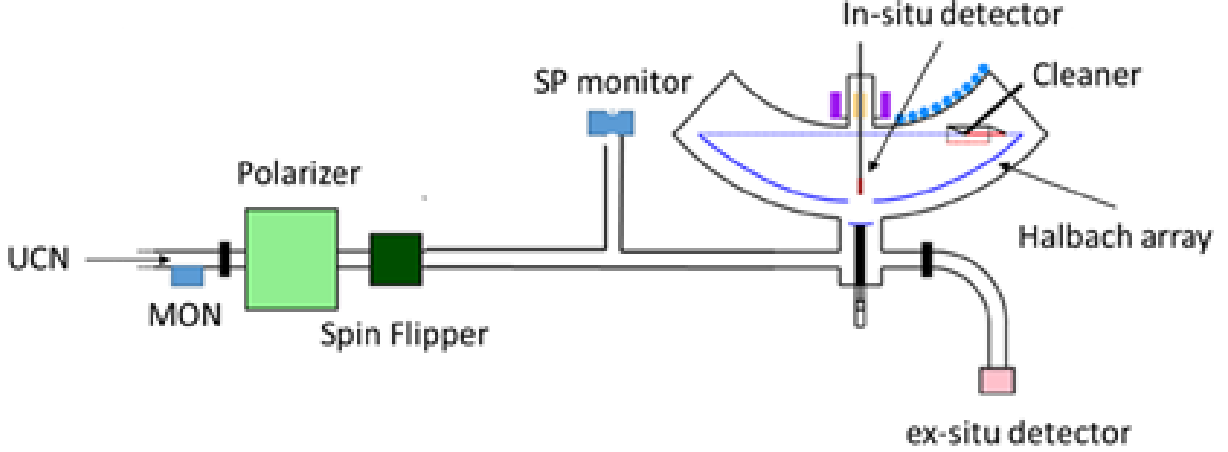 In-situ detector
SP monitor
Cleaner
Polarizer
UCN
Halbach array
MON
Spin Flipper
ex-situ detector